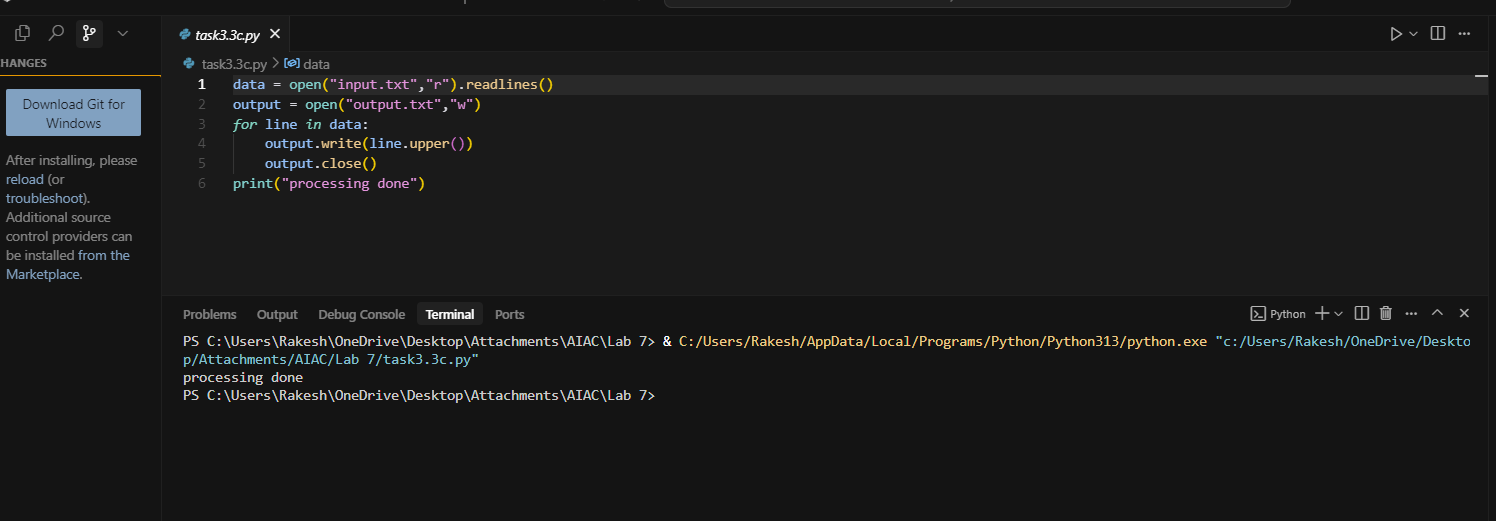 task3.3c.py
HANGES
task3.3c.py > data
Download Git for
Windows
After installing, please
reload (or
troubleshoot).
Additional source
control providers can
be installed from the
Marketplace.
1 data = open("input.txt","r").readlines()
2 output = open("output.txt","w")
3 for line in data:
4     output.write(line.upper())
5     output.close()
6 print("processing done")
Problems Output Debug Console Terminal Ports
Python
PS C:\Users\Rakesh\OneDrive\Desktop\Attachments\AIAC\Lab 7> & C:/Users/Rakesh/AppData/Local/Programs/Python/Python313/python.exe "c:/Users/Rakesh/OneDrive/Deskto
p/Attachments/AIAC/Lab 7/task3.3c.py"
processing done
PS C:\Users\Rakesh\OneDrive\Desktop\Attachments\AIAC\Lab 7>